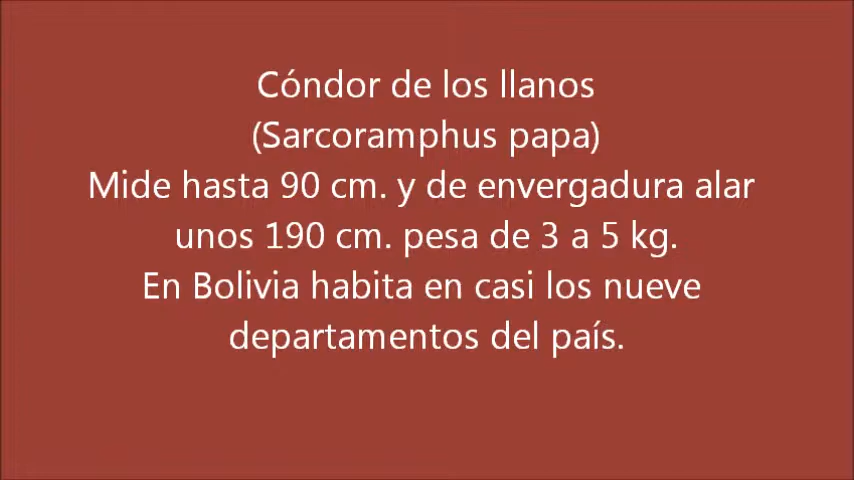 Cóndor de los llanos
(Sarcoramphus papa)
Mide hasta 90 cm. y de envergadura alar
unos 190 cm. pesa de 3 a 5 kg.
En Bolivia habita en casi los nueve
departamentos del país.